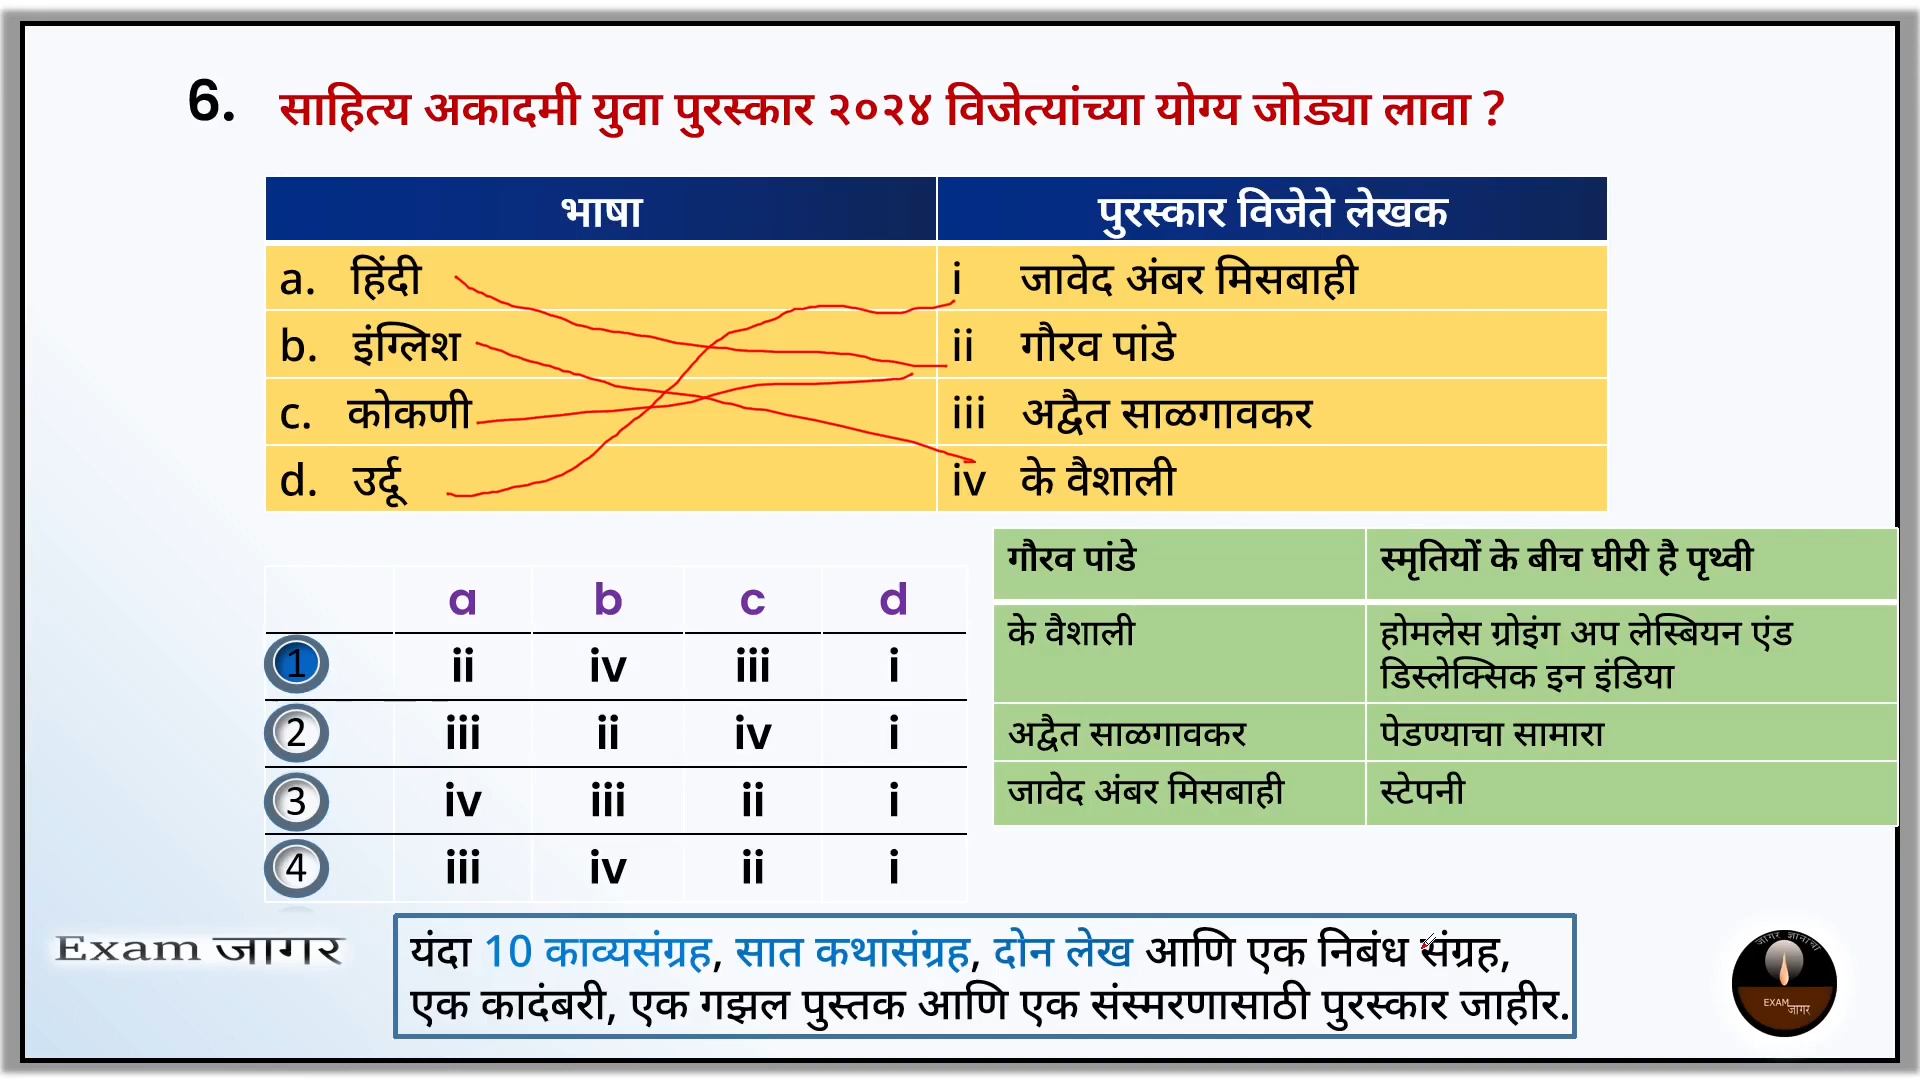 6. साहित्य अकादमी युवा पुरस्कार २०२४ विजेत्यांच्या योग्य जोड्या लावा ?
भाषा पुरस्कार विजेते लेखक
a. हिंदी i जावेद अंबर मिसबाही
b. इंग्लिश ii गौरव पांडे
c. कोकणी iii अद्वैत साळगावकर
d. उर्दू iv के वैशाली
a b c d
1 ii iv iii i
2 iii ii iv i
3 iv iii ii i
4 iii iv ii i
गौरव पांडे स्मृतियों के बीच घीरी है पृथ्वी
के वैशाली होमलेस ग्रोइंग अप लेस्बियन एंड
डिस्लेक्सिक इन इंडिया
अद्वैत साळगावकर पेडण्याचा सामारा
जावेद अंबर मिसबाही स्टेपनी
Exam जागर
यंदा 10 काव्यसंग्रह, सात कथासंग्रह, दोन लेख आणि एक निबंध संग्रह,
एक कादंबरी, एक गझल पुस्तक आणि एक संस्मरणासाठी पुरस्कार जाहीर.
जागर ज्ञानाचा
EXAM
जागर